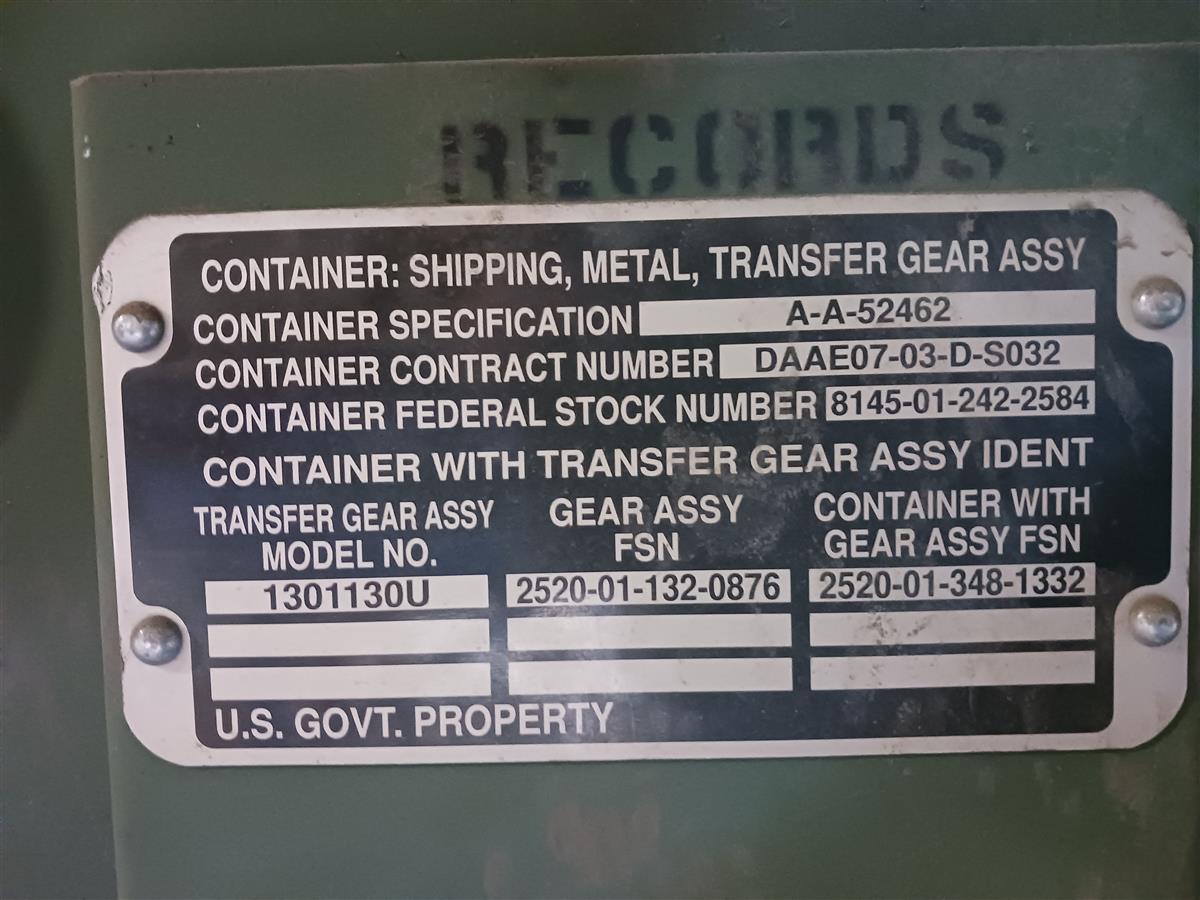 RECORDS
CONTAINER: SHIPPING, METAL, TRANSFER GEAR ASSY
CONTAINER SPECIFICATION A-A-52462
CONTAINER CONTRACT NUMBER DAAE07-03-D-S032
CONTAINER FEDERAL STOCK NUMBER 8145-01-242-2584
CONTAINER WITH TRANSFER GEAR ASSY IDENT
TRANSFER GEAR ASSY MODEL NO.
GEAR ASSY FSN
CONTAINER WITH GEAR ASSY FSN
1301130U 2520-01-132-0876 2520-01-348-1332
U.S. GOVT. PROPERTY